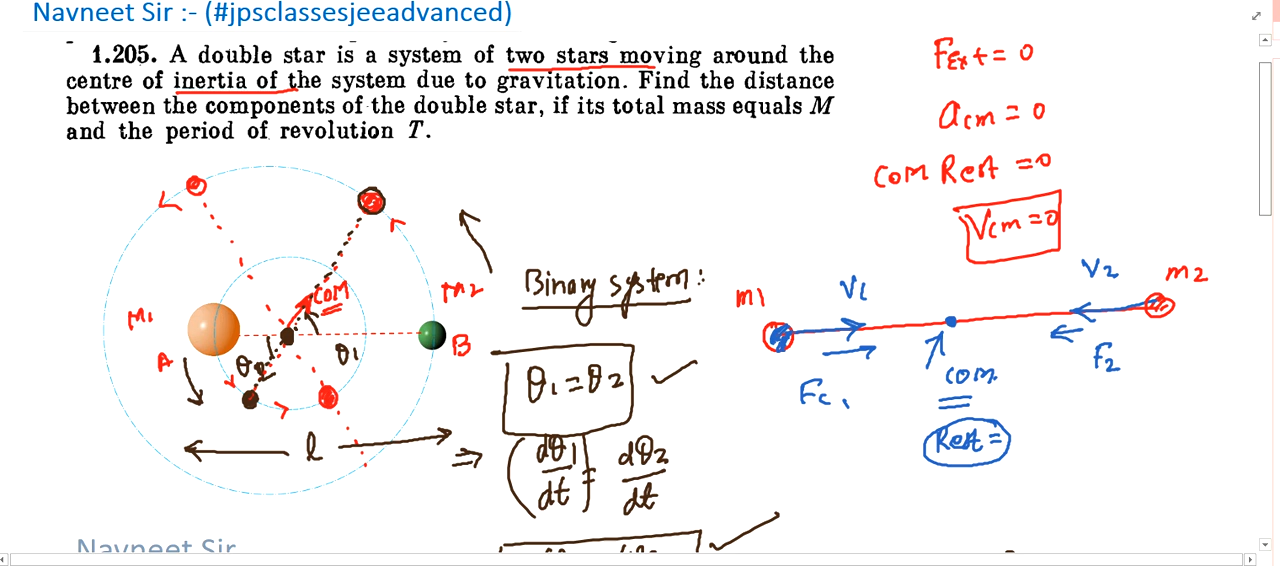 Navneet Sir :- (#jpsclassesjeeadvanced)
1.205. A double star is a system of two stars moving around the
centre of inertia of the system due to gravitation. Find the distance
between the components of the double star, if its total mass equals M
and the period of revolution T.
FExt = 0
acm = 0
COM Rest = 0
Vcm = 0
M1
A
COM
M2
B
θ2
θ1
l
Binary system:
θ1 = θ2
⇒ (dθ1/dt) = dθ2/dt
m1
V1
V2
m2
Fc1
F2
COM
Rest =
Navneet Sir